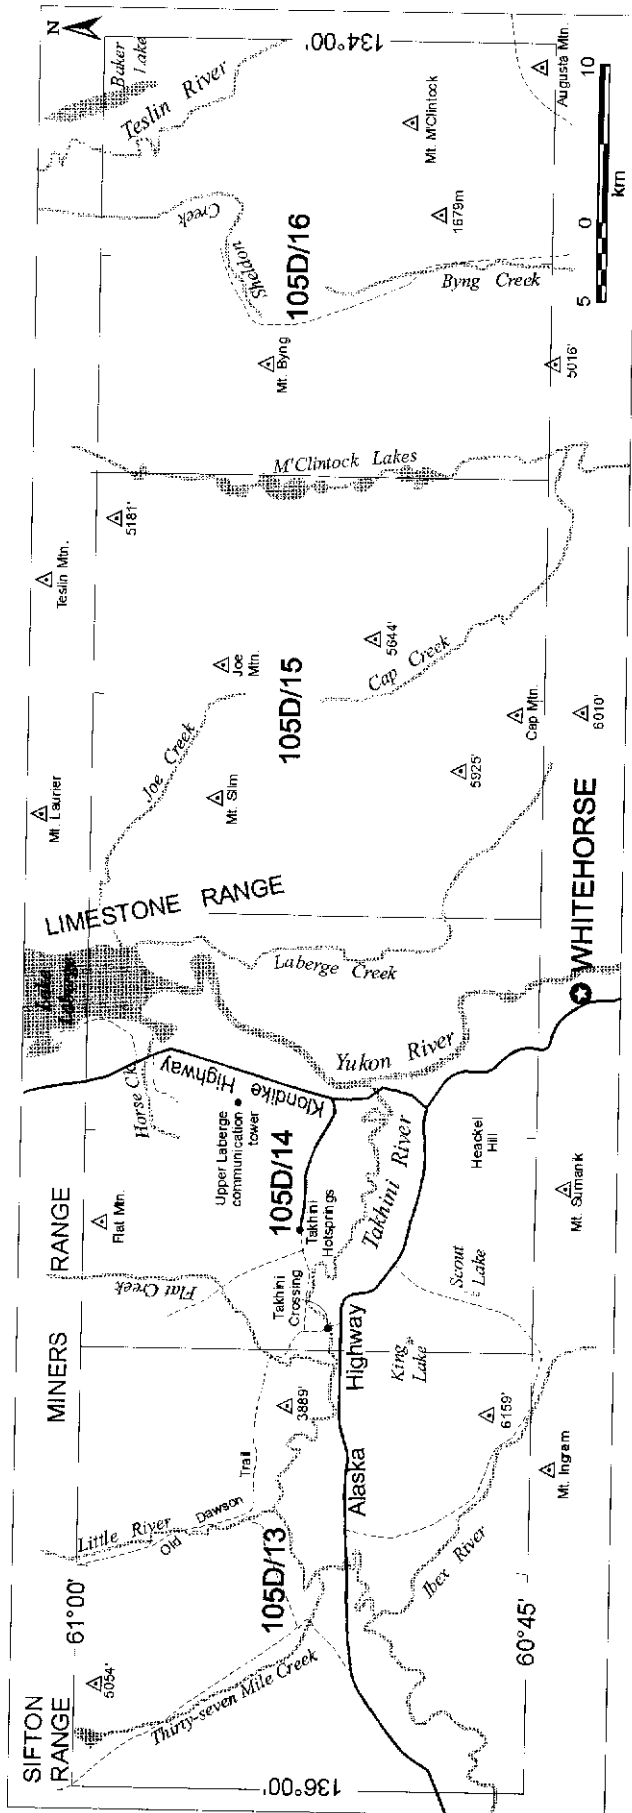 SIFTON
RANGE
MINERS RANGE
LIMESTONE RANGE
N
61°00'
5054'
Little River
Old Dawson Trail
Flat Creek
Flat Mtn.
Horse Ck.
Lake
Laberge
Mt. Laurier
Teslin Mtn.
5181'
Joe Creek
Joe
Mtn.
Mt. Slim
Baker
Lake
Teslin River
134°00'
Sheldon Creek
Mt. Byng
Thirty-seven Mile Creek
136°00'
105D/13
3889'
Takhini
Crossing
Takhini
Hotsprings
105D/14
Upper Laberge
communication
tower
Klondike Highway
Laberge Creek
105D/15
5644'
Cap Creek
M'Clintock Lakes
105D/16
Byng Creek
1679m
Mt. M'Clintock
Alaska Highway
King
Lake
Takhini River
Yukon River
Scout
Lake
Ibex River
6159'
Mt. Ingram
Heackel
Hill
Mt. Sumanik
WHITEHORSE
5925'
Cap Mtn.
6010'
5016'
Augusta Mtn.
60°45'
5 0 10
km